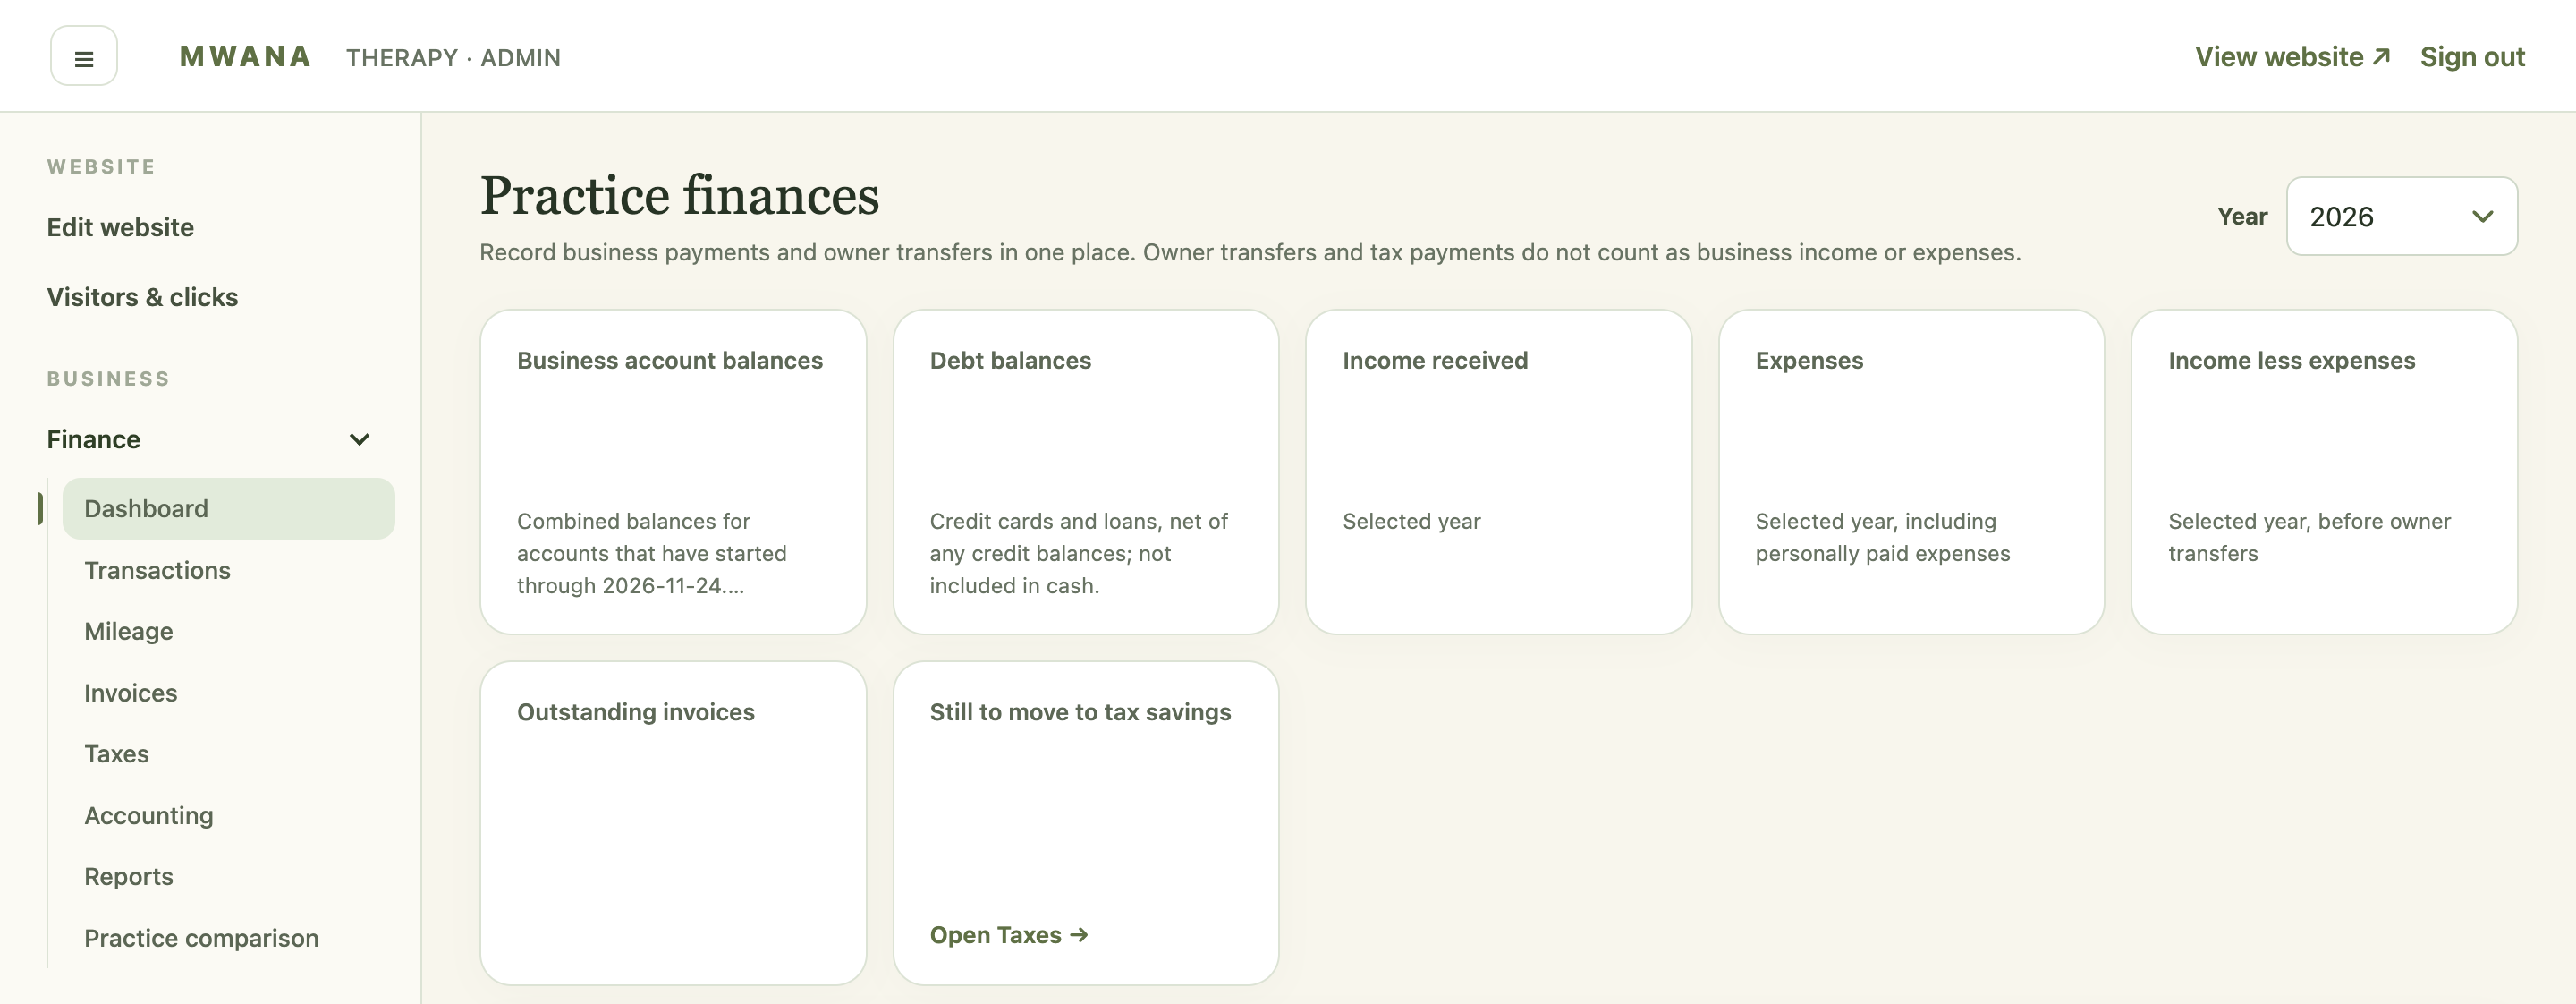 MWANA THERAPY · ADMIN
View website ↗ Sign out
WEBSITE
Edit website
Visitors & clicks
BUSINESS
Finance
Dashboard
Transactions
Mileage
Invoices
Taxes
Accounting
Reports
Practice comparison
Practice finances
Record business payments and owner transfers in one place. Owner transfers and tax payments do not count as business income or expenses.
Year 2026
Business account balances
Combined balances for
accounts that have started
through 2026-11-24.…
Debt balances
Credit cards and loans, net of
any credit balances; not
included in cash.
Income received
Selected year
Expenses
Selected year, including
personally paid expenses
Income less expenses
Selected year, before owner
transfers
Outstanding invoices
Still to move to tax savings
Open Taxes →